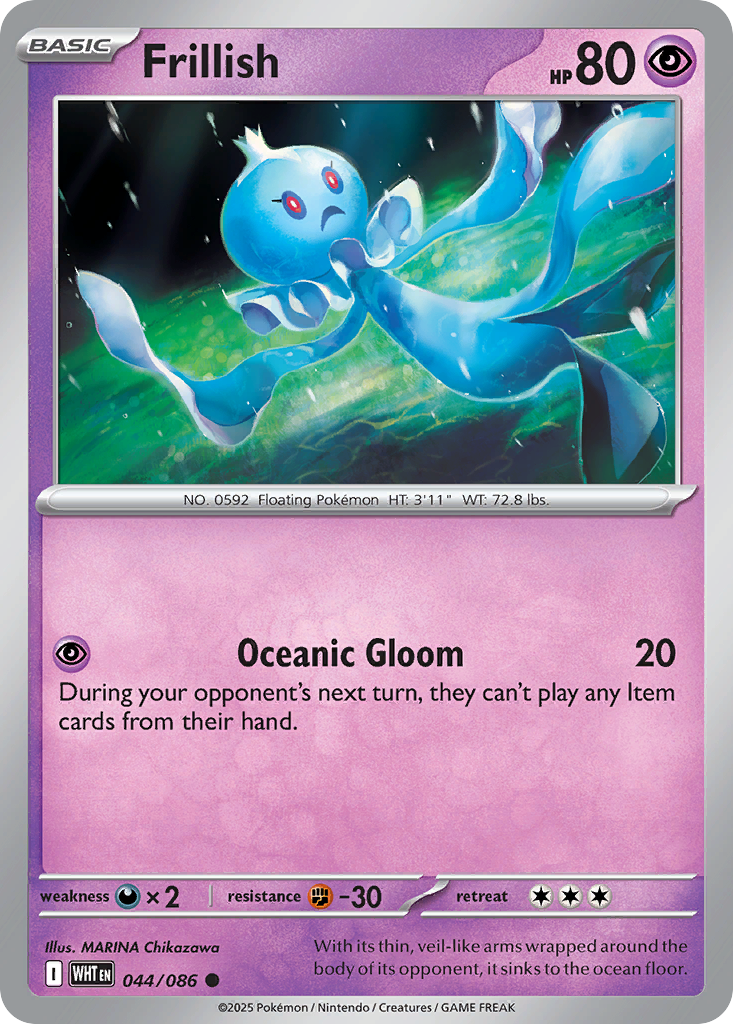 BASIC Frillish HP 80
NO. 0592 Floating Pokémon HT: 3'11" WT: 72.8 lbs.
Oceanic Gloom 20
During your opponent's next turn, they can't play any Item
cards from their hand.
weakness ×2 resistance -30 retreat
Illus. MARINA Chikazawa
I WHT EN 044/086
With its thin, veil-like arms wrapped around the
body of its opponent, it sinks to the ocean floor.
©2025 Pokémon / Nintendo / Creatures / GAME FREAK